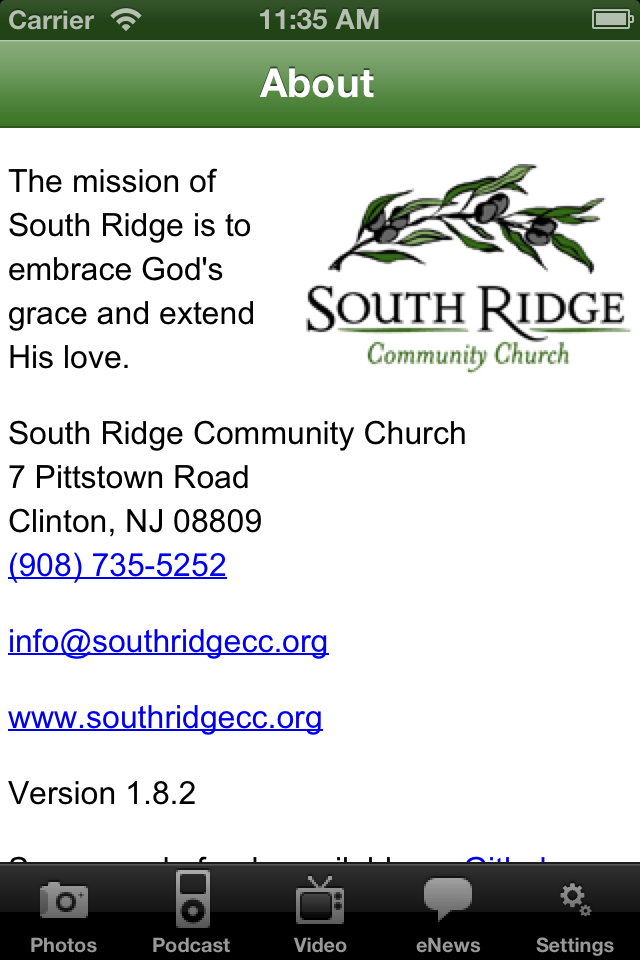 Carrier 11:35 AM
About
The mission of
South Ridge is to
embrace God's
grace and extend
His love.
SOUTH RIDGE
Community Church
South Ridge Community Church
7 Pittstown Road
Clinton, NJ 08809
(908) 735-5252
info@southridgecc.org
www.southridgecc.org
Version 1.8.2
Photos Podcast Video eNews Settings